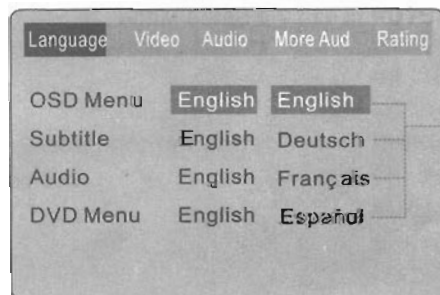 Language Video Audio More Aud Rating
OSD Menu English English
Subtitle English Deutsch
Audio English Français
DVD Menu English Español